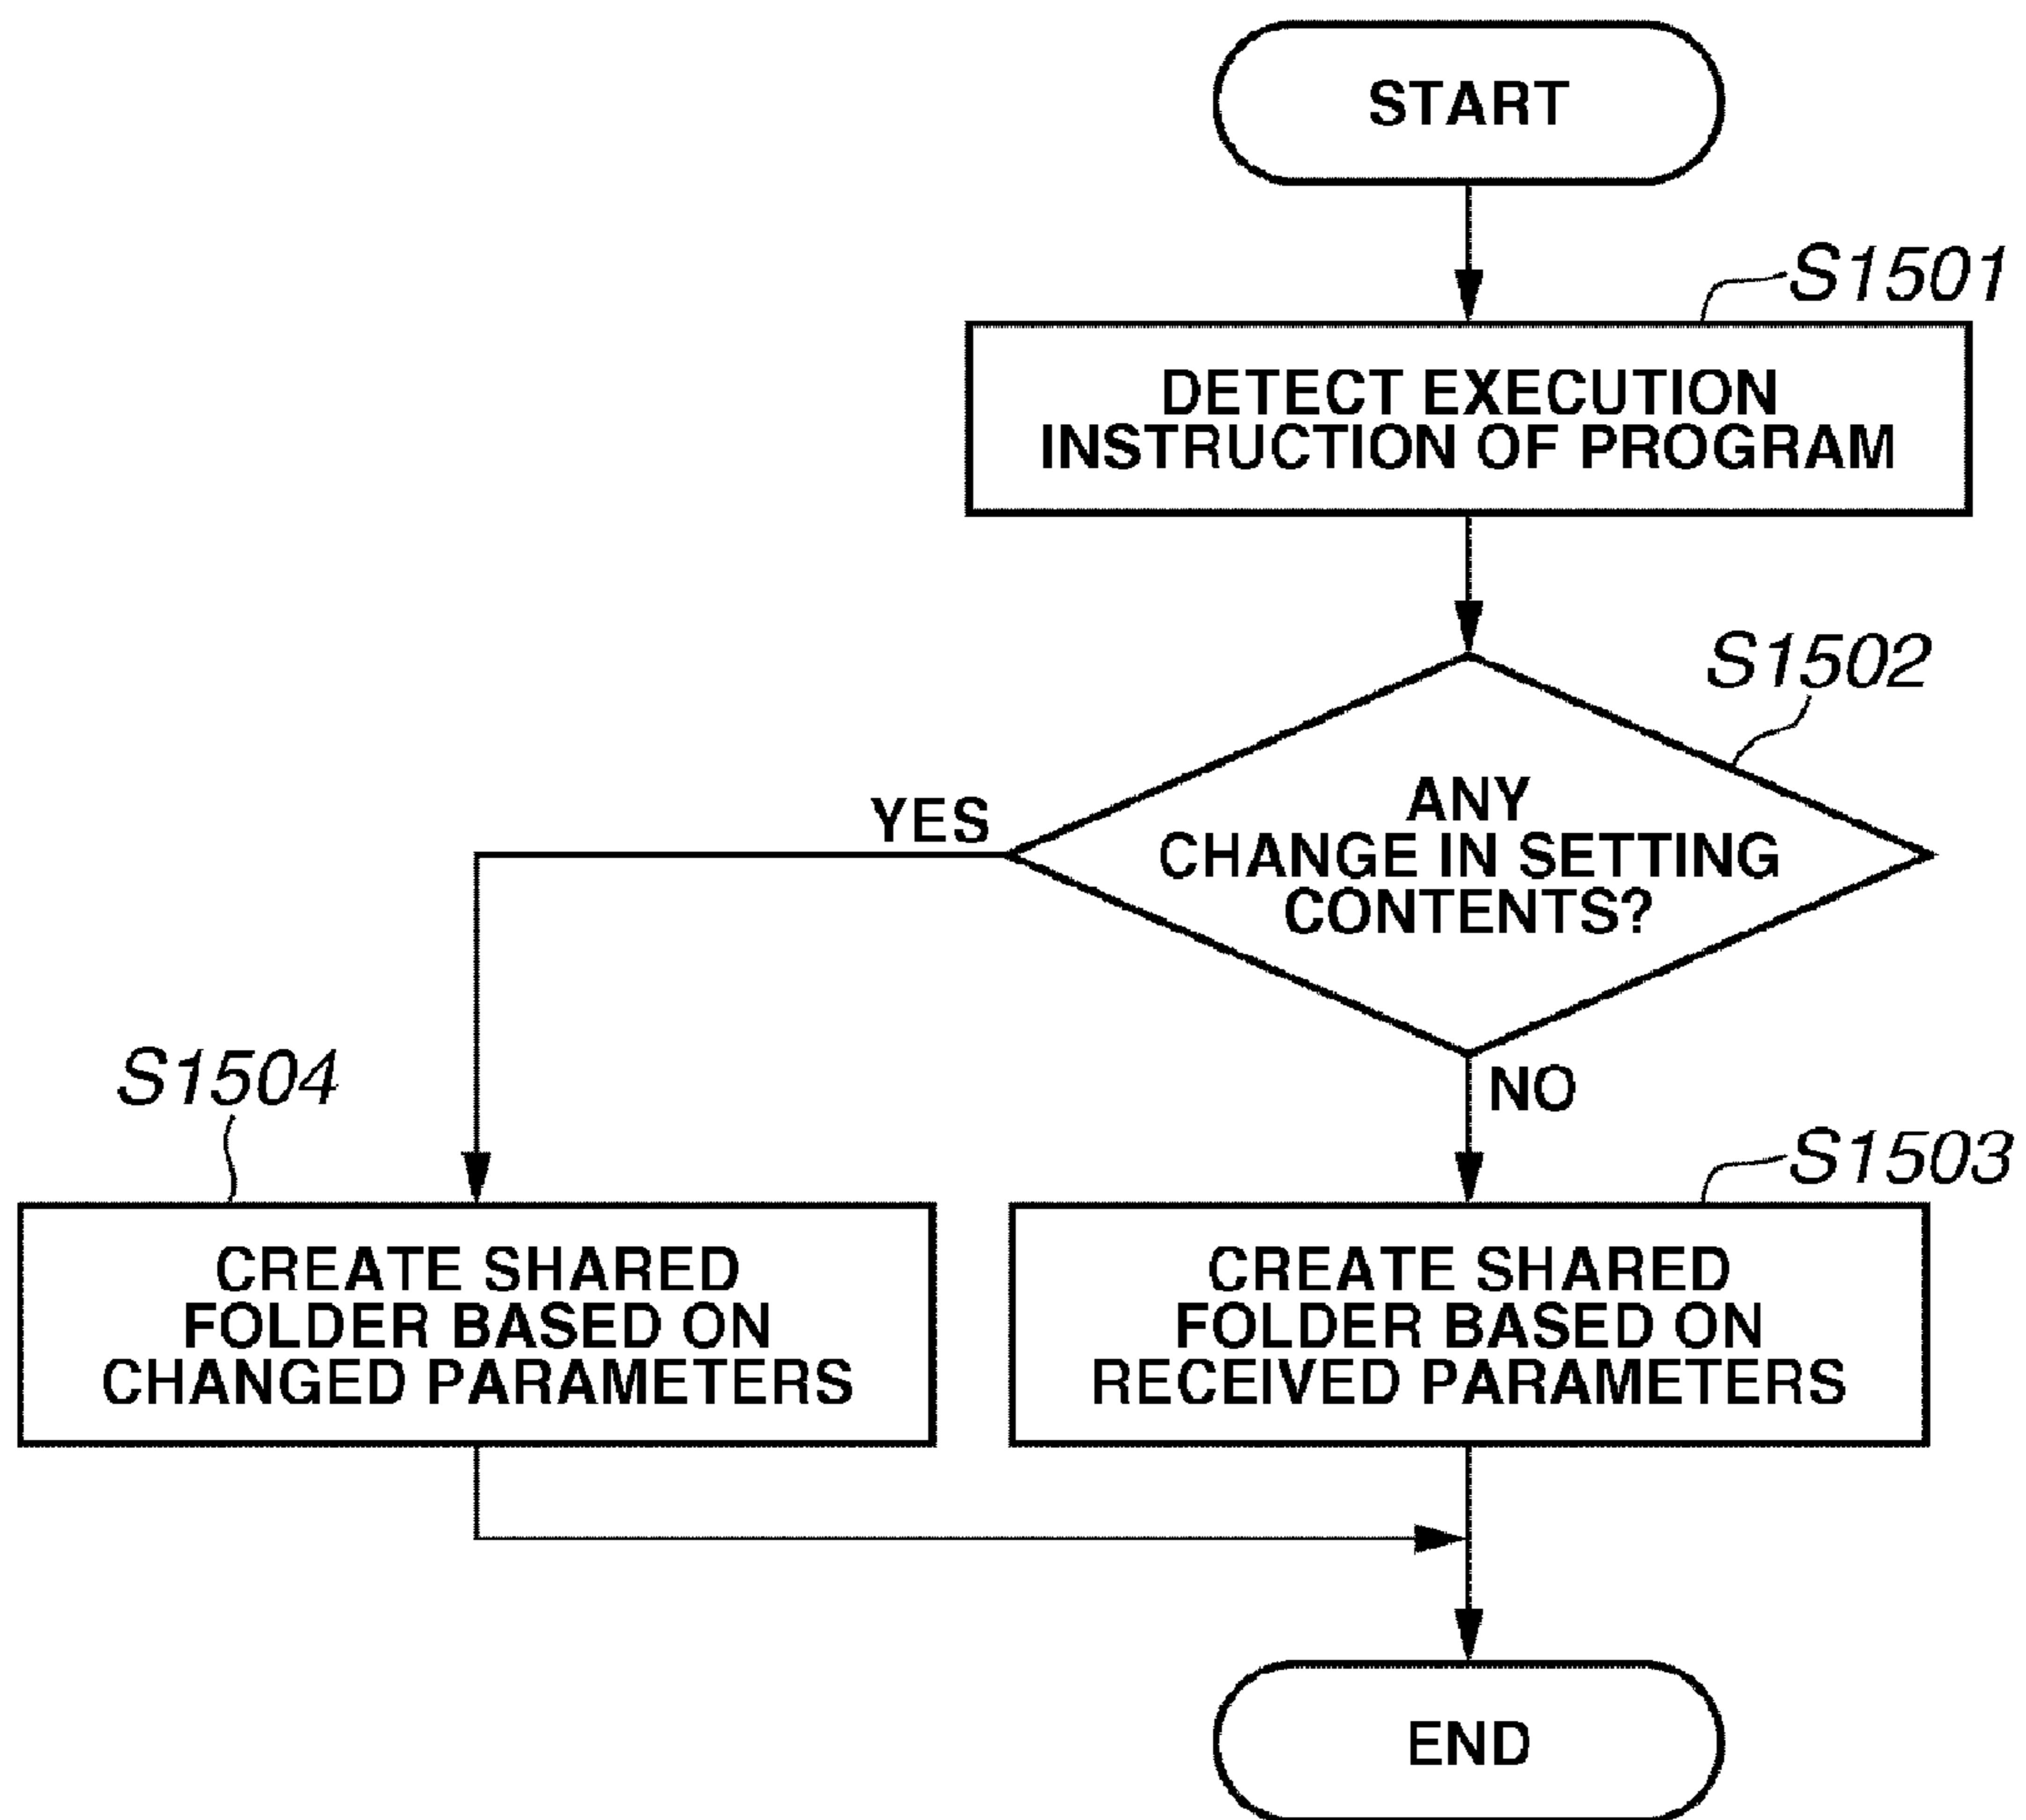 START
S1501
DETECT EXECUTION
INSTRUCTION OF PROGRAM
S1502
ANY
CHANGE IN SETTING
CONTENTS?
YES
NO
S1504
CREATE SHARED
FOLDER BASED ON
CHANGED PARAMETERS
S1503
CREATE SHARED
FOLDER BASED ON
RECEIVED PARAMETERS
END